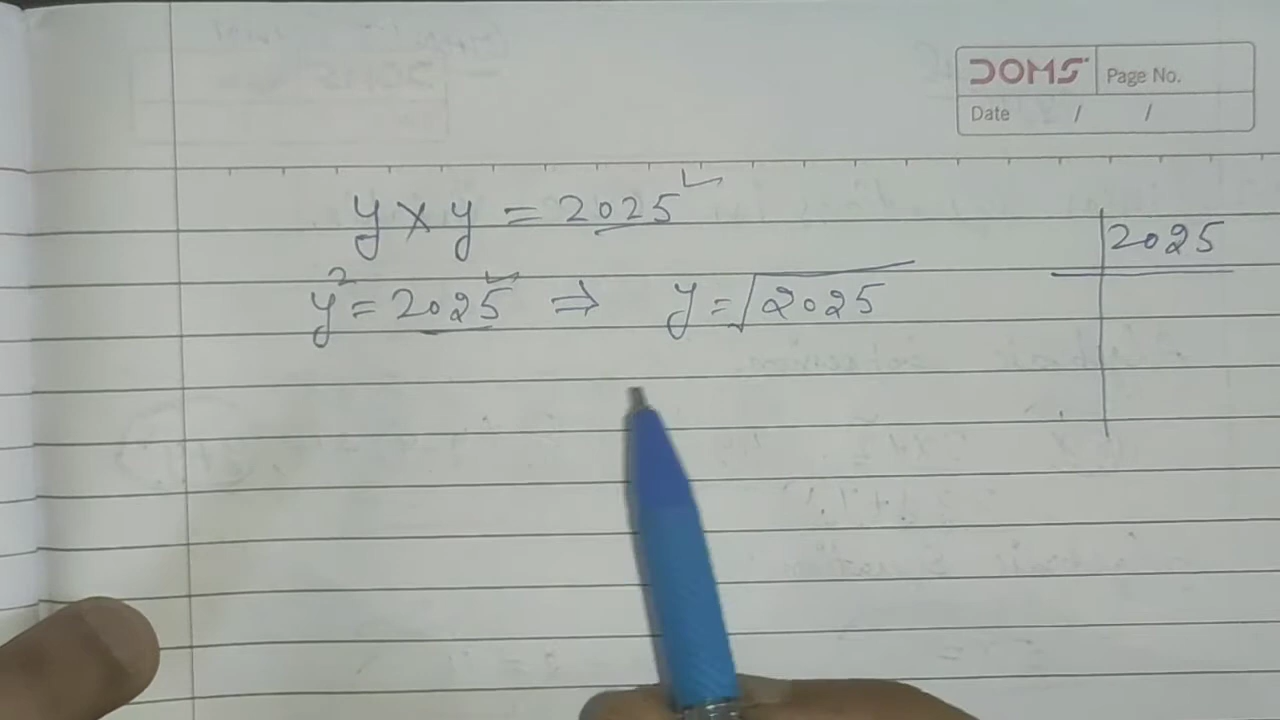 DOMS Page No.
Date / /
y × y = 2025
y² = 2025 ⇒ y = √2025
2025